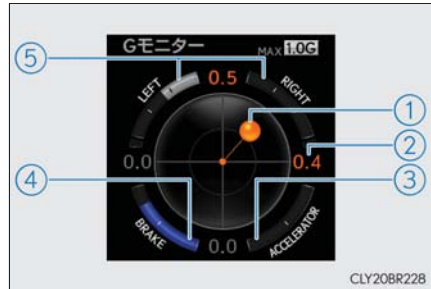 Gモニター MAX 1.0G
⑤
LEFT 0.5 RIGHT
①
②
0.0 0.4
④ ③
BRAKE 0.0 ACCELERATOR
CLY20BR228